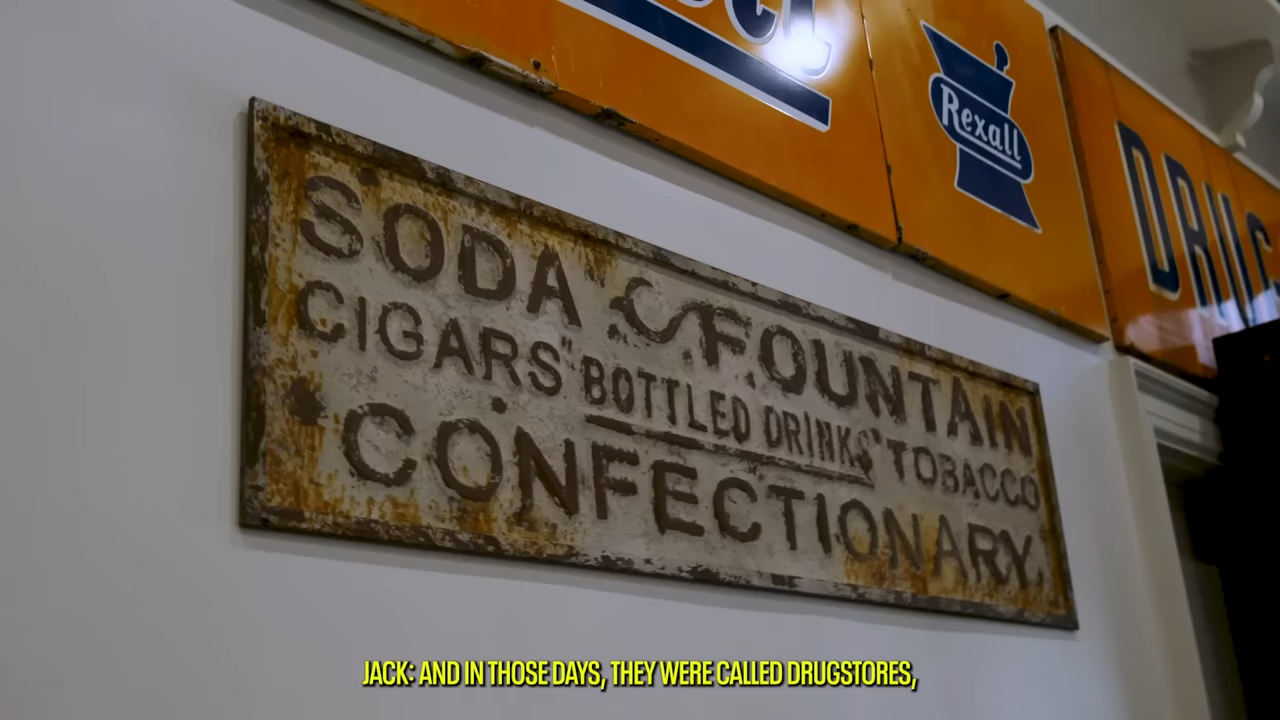 Rexall
DRUG
SODA FOUNTAIN
CIGARS "BOTTLED DRINKS" TOBACCO
CONFECTIONARY.
JACK: AND IN THOSE DAYS, THEY WERE CALLED DRUGSTORES,